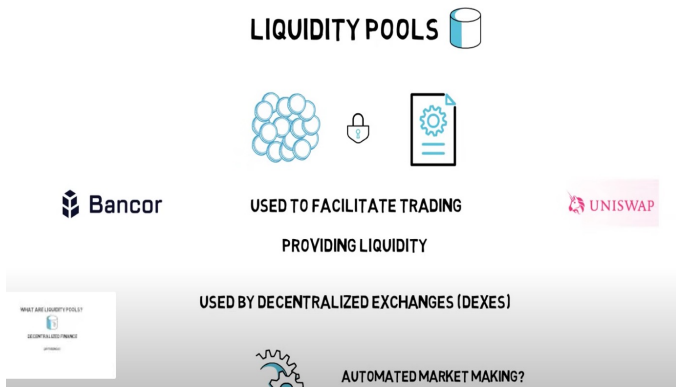 LIQUIDITY POOLS
Bancor
USED TO FACILITATE TRADING
UNISWAP
PROVIDING LIQUIDITY
USED BY DECENTRALIZED EXCHANGES (DEXES)
WHAT ARE LIQUIDITY POOLS?
DECENTRALIZED FINANCE
AUTOMATED MARKET MAKING?